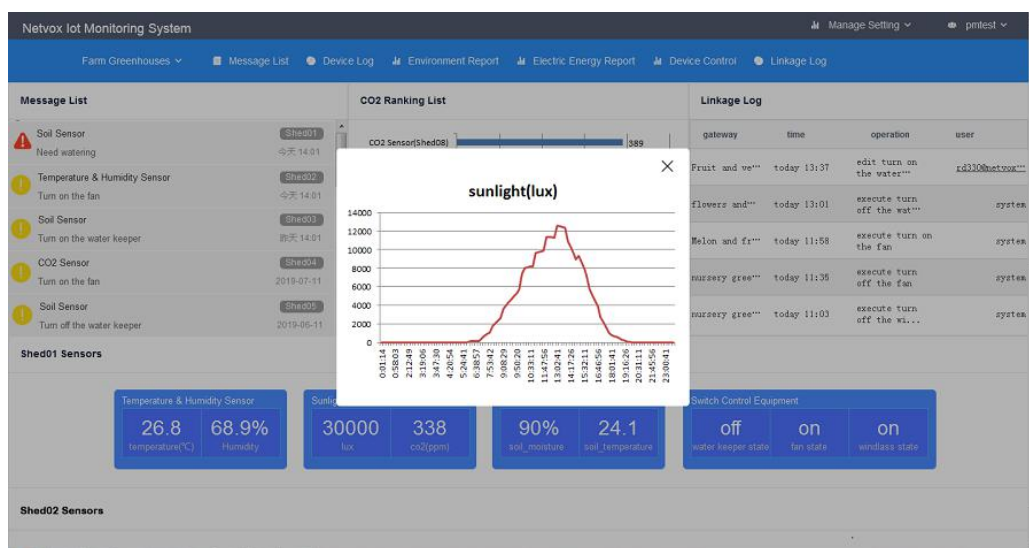 Netvox Iot Monitoring System
Manage Setting
pmtest
Farm Greenhouses
Message List
Device Log
Environment Report
Electric Energy Report
Device Control
Linkage Log
Message List
Soil Sensor Shed01
Need watering 今天 14:01
Temperature & Humidity Sensor Shed02
Turn on the fan 今天 14:01
Soil Sensor Shed03
Turn on the water keeper 昨天 14:01
CO2 Sensor Shed04
Turn on the fan 2019-07-11
Soil Sensor Shed05
Turn off the water keeper 2019-06-11
CO2 Ranking List
CO2 Sensor(Shed08) 389
sunlight(lux)
14000
12000
10000
8000
6000
4000
2000
0
0:01:14
0:58:03
2:12:49
3:19:06
3:47:30
4:20:54
5:24:41
6:38:57
7:53:42
9:08:29
9:50:20
10:33:11
11:47:56
13:02:41
14:17:26
15:32:11
16:46:56
18:01:41
19:16:26
20:31:11
21:45:56
23:00:41
Linkage Log
gateway time operation user
Fruit and ve··· today 13:37 edit turn on
the water··· rd330@netvox···
flowers and··· today 13:01 execute turn
off the wat··· system
Melon and fr··· today 11:58 execute turn on
the fan system
nursery gree··· today 11:35 execute turn
off the fan system
nursery gree··· today 11:03 execute turn
off the wi... system
Shed01 Sensors
Temperature & Humidity Sensor
26.8 68.9%
temperature(℃) Humidity
Sunlig
30000 338
lux co2(ppm)
90% 24.1
soil_moisture soil_temperature
Switch Control Equipment
off on on
water keeper state fan state windlass state
Shed02 Sensors